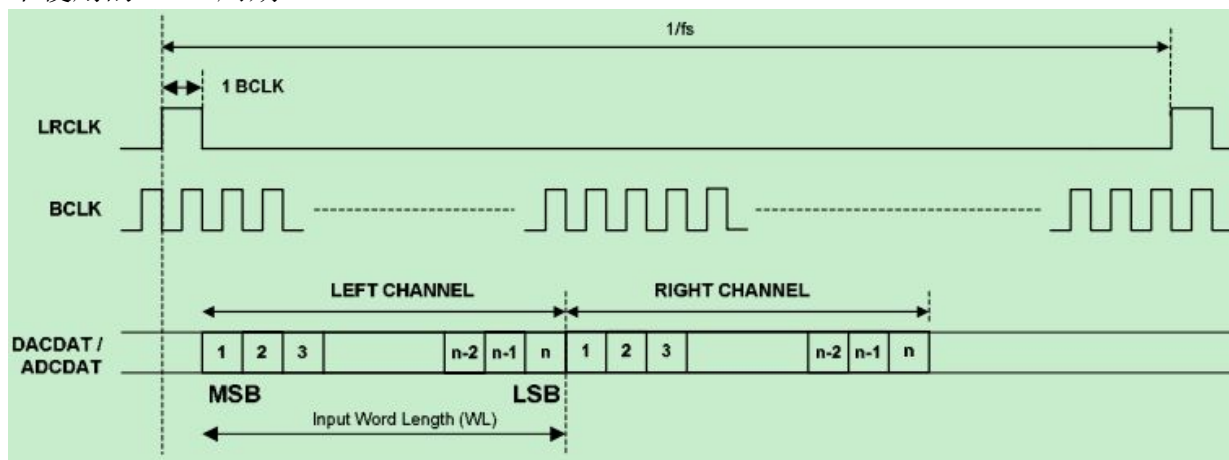 1/fs
1 BCLK
LRCLK
BCLK
LEFT CHANNEL RIGHT CHANNEL
DACDAT /
ADCDAT
1 2 3 n-2 n-1 n 1 2 3 n-2 n-1 n
MSB LSB
Input Word Length (WL)